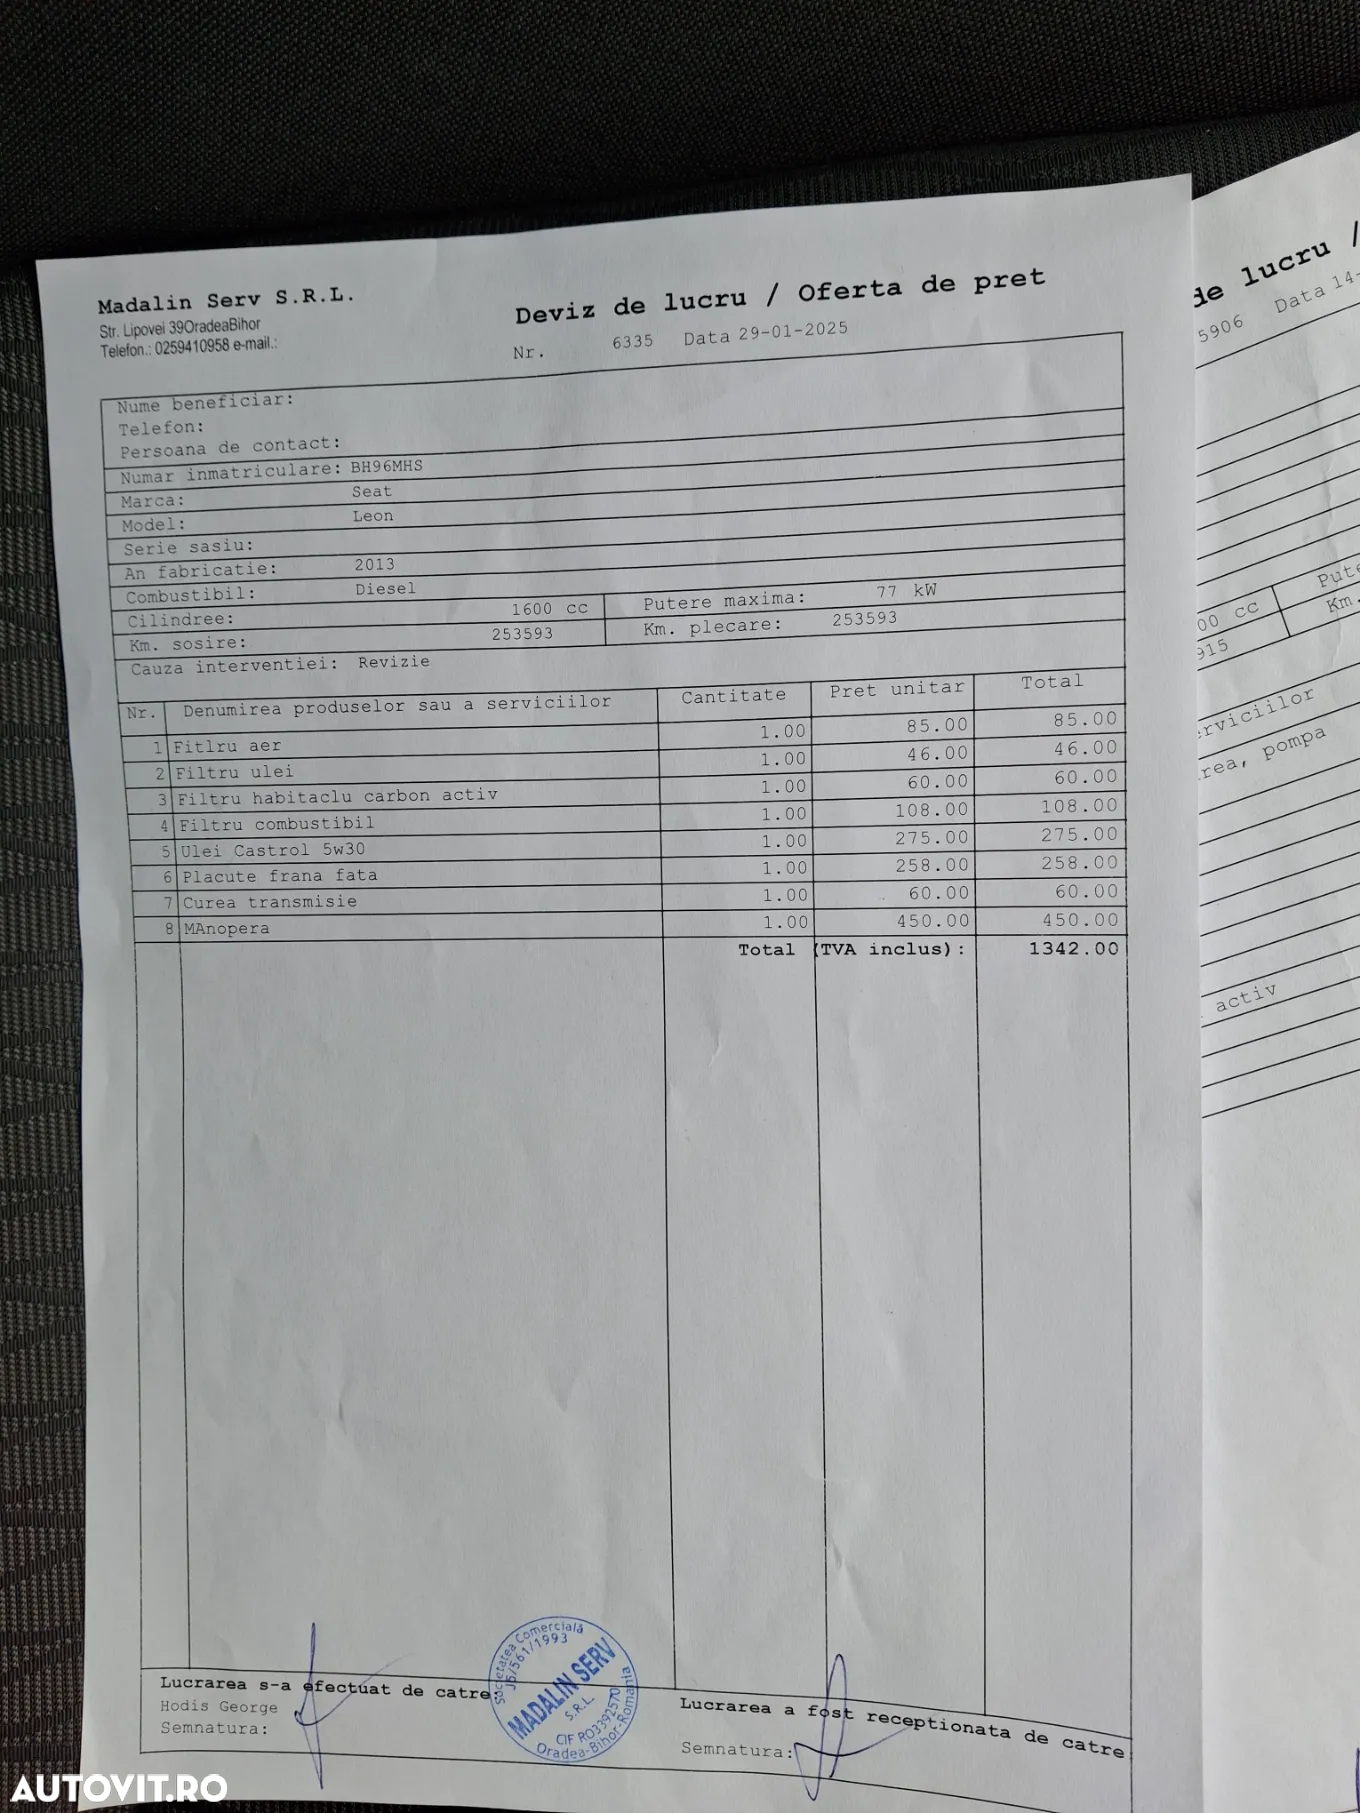 Madalin Serv S.R.L.
Str. Lipovei 39OradeaBihor
Telefon.: 0259410958 e-mail.:
Deviz de lucru / Oferta de pret
Nr. 6335 Data 29-01-2025
Nume beneficiar:
Telefon:
Persoana de contact:
Numar inmatriculare: BH96MHS
Marca: Seat
Model: Leon
Serie sasiu:
An fabricatie: 2013
Combustibil: Diesel
Cilindree: 1600 cc Putere maxima: 77 kW
Km. sosire: 253593 Km. plecare: 253593
Cauza interventiei: Revizie
Nr. Denumirea produselor sau a serviciilor Cantitate Pret unitar Total
1 Fitlru aer 1.00 85.00 85.00
2 Filtru ulei 1.00 46.00 46.00
3 Filtru habitaclu carbon activ 1.00 60.00 60.00
4 Filtru combustibil 1.00 108.00 108.00
5 Ulei Castrol 5w30 1.00 275.00 275.00
6 Placute frana fata 1.00 258.00 258.00
7 Curea transmisie 1.00 60.00 60.00
8 MAnopera 1.00 450.00 450.00
Total (TVA inclus): 1342.00
Lucrarea s-a efectuat de catre
Hodis George
Semnatura:
Societatea Comercială
J5/561/1993
MADALIN SERV
S.R.L.
CIF RO3392570
Oradea-Bihor-Romania
Lucrarea a fost receptionata de catre
Semnatura:
de lucru /
5906 Data 14-
00 cc Pute
915 Km.
rviciilor
rea, pompa
activ
AUTOVIT.RO